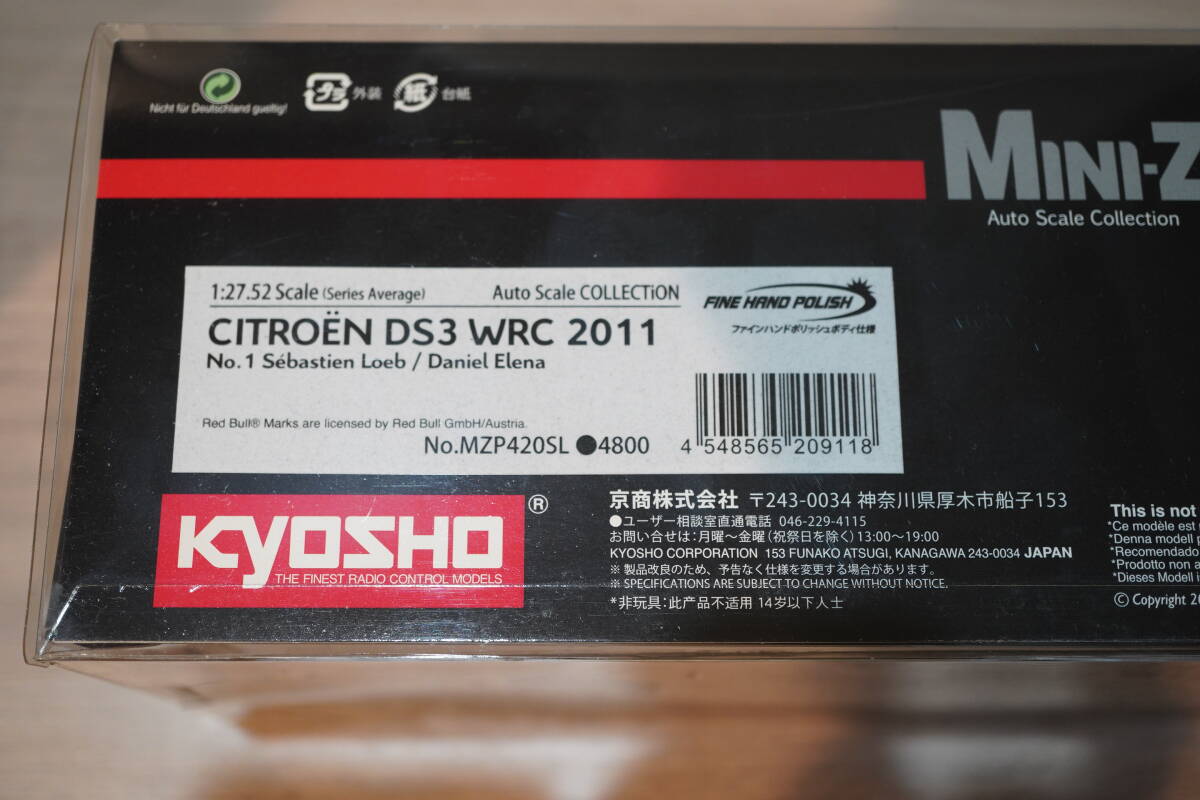 Nicht für Deutschland gueltig!
プラ 外装
紙 台紙
MINI-Z
Auto Scale Collection
1:27.52 Scale (Series Average) Auto Scale COLLECTiON
FINE HAND POLISH
ファインハンドポリッシュボディ仕様
CITROËN DS3 WRC 2011
No.1 Sébastien Loeb / Daniel Elena
Red Bull® Marks are licensed by Red Bull GmbH/Austria.
No.MZP420SL ●4800
4 548565 209118
KYOSHO®
THE FINEST RADIO CONTROL MODELS
京商株式会社 〒243-0034 神奈川県厚木市船子153
●ユーザー相談室直通電話 046-229-4115
お問い合せは:月曜〜金曜(祝祭日を除く)13:00〜19:00
KYOSHO CORPORATION 153 FUNAKO ATSUGI, KANAGAWA 243-0034 JAPAN
※ 製品改良のため、予告なく仕様を変更する場合があります。
※ SPECIFICATIONS ARE SUBJECT TO CHANGE WITHOUT NOTICE.
*非玩具:此产品不适用 14岁以下人士
This is not
*Ce modèle est
*Denna modell
*Recomendado
*Prodotto non a
*Dieses Modell i
© Copyright 20